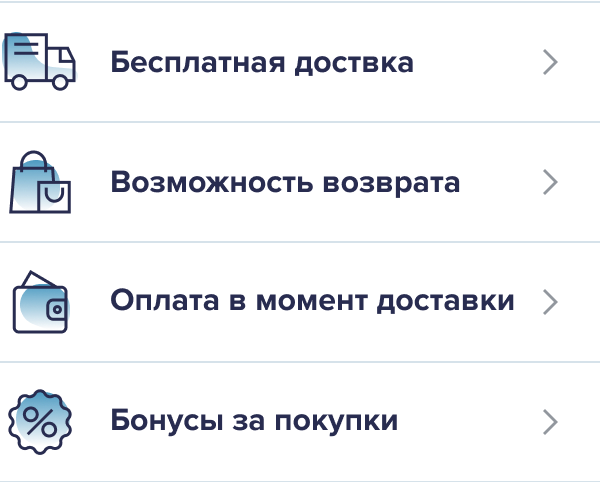 Бесплатная доствка
Возможность возврата
Оплата в момент доставки
Бонусы за покупки